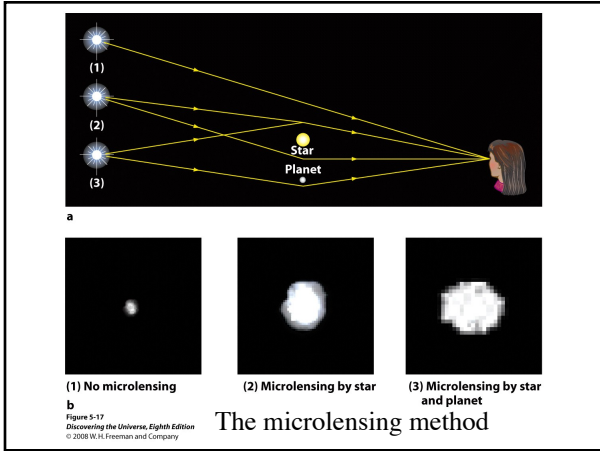 (1)
(2)
(3)
Star
Planet
a
(1) No microlensing
(2) Microlensing by star
(3) Microlensing by star
and planet
b
Figure 5-17
Discovering the Universe, Eighth Edition
© 2008 W. H. Freeman and Company
The microlensing method